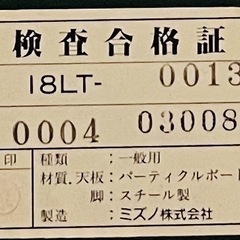 検査合格証
18LT- 0013
0004 03008
印
種類：一般用
材質.天板：パーティクルボー
脚：スチール製
製造：ミズノ株式会社